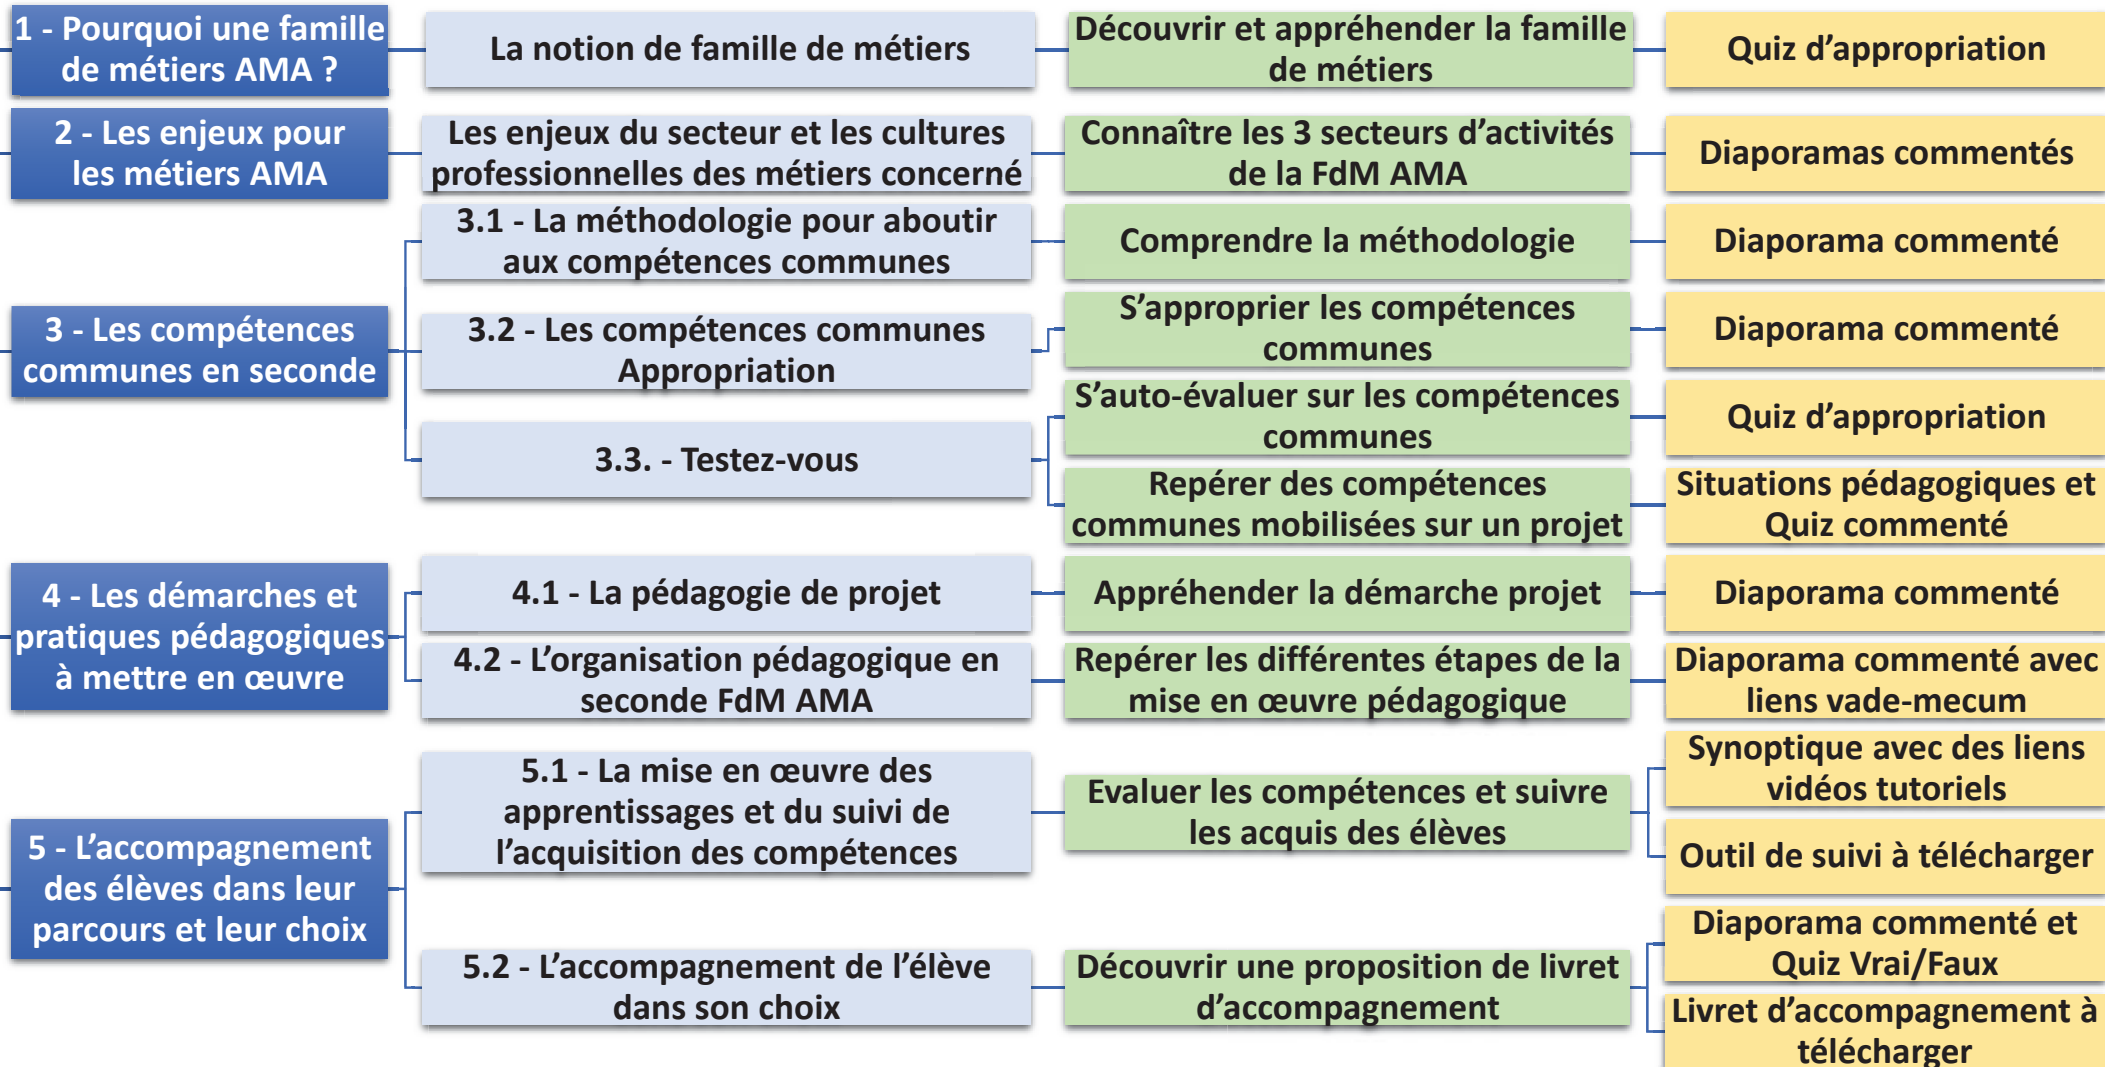 1 - Pourquoi une famille
de métiers AMA ?
La notion de famille de métiers
Découvrir et appréhender la famille
de métiers
Quiz d'appropriation
2 - Les enjeux pour
les métiers AMA
Les enjeux du secteur et les cultures
professionnelles des métiers concerné
Connaître les 3 secteurs d'activités
de la FdM AMA
Diaporamas commentés
3 - Les compétences
communes en seconde
3.1 - La méthodologie pour aboutir
aux compétences communes
Comprendre la méthodologie
Diaporama commenté
3.2 - Les compétences communes
Appropriation
S'approprier les compétences
communes
Diaporama commenté
3.3. - Testez-vous
S'auto-évaluer sur les compétences
communes
Quiz d'appropriation
Repérer des compétences
communes mobilisées sur un projet
Situations pédagogiques et
Quiz commenté
4 - Les démarches et
pratiques pédagogiques
à mettre en œuvre
4.1 - La pédagogie de projet
Appréhender la démarche projet
Diaporama commenté
4.2 - L'organisation pédagogique en
seconde FdM AMA
Repérer les différentes étapes de la
mise en œuvre pédagogique
Diaporama commenté avec
liens vade-mecum
5 - L'accompagnement
des élèves dans leur
parcours et leur choix
5.1 - La mise en œuvre des
apprentissages et du suivi de
l'acquisition des compétences
Evaluer les compétences et suivre
les acquis des élèves
Synoptique avec des liens
vidéos tutoriels
Outil de suivi à télécharger
5.2 - L'accompagnement de l'élève
dans son choix
Découvrir une proposition de livret
d'accompagnement
Diaporama commenté et
Quiz Vrai/Faux
Livret d'accompagnement à
télécharger